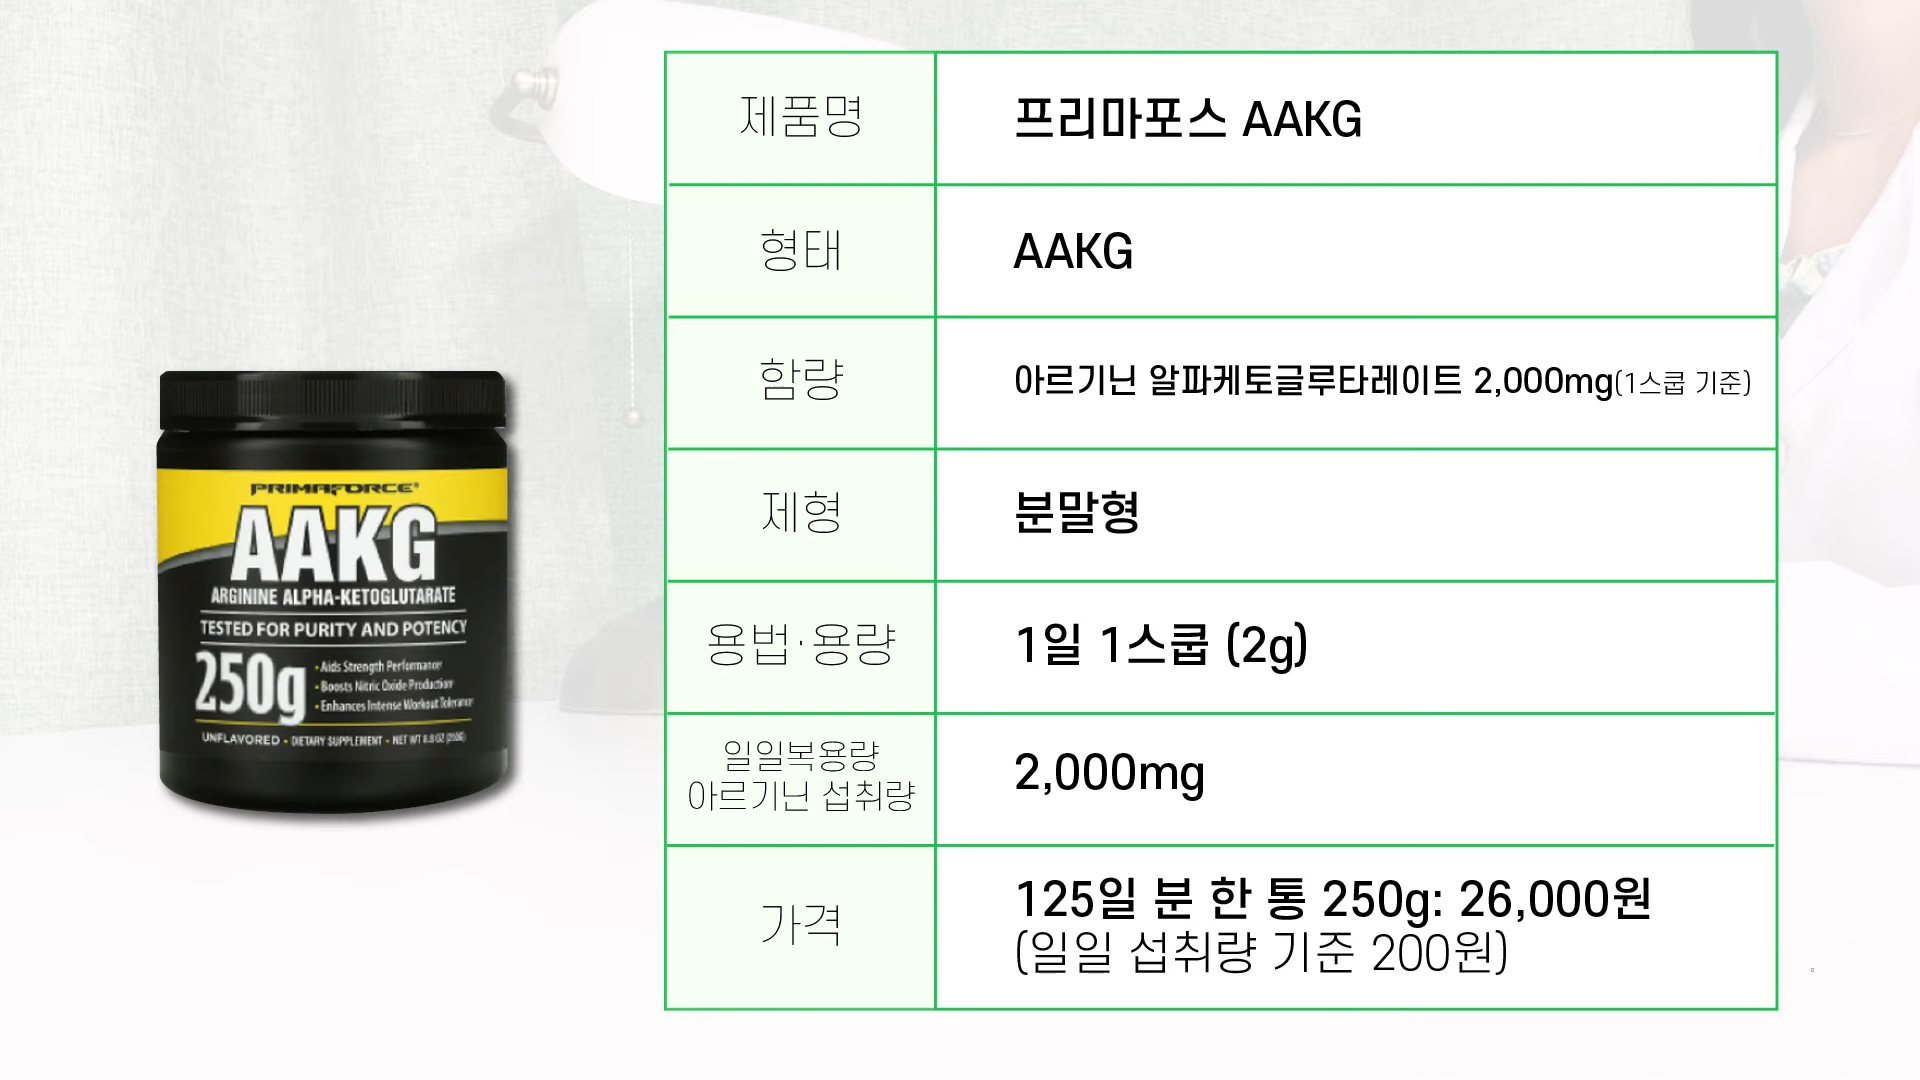 제품명
프리마포스 AAKG
형태
AAKG
함량
아르기닌 알파케토글루타레이트 2,000mg(1스쿱 기준)
제형
분말형
용법·용량
1일 1스쿱 (2g)
일일복용량
아르기닌 섭취량
2,000mg
가격
125일 분 한 통 250g: 26,000원
(일일 섭취량 기준 200원)
PRIMAFORCE®
AAKG
ARGININE ALPHA-KETOGLUTARATE
TESTED FOR PURITY AND POTENCY
250g
• Aids Strength Performance
• Boosts Nitric Oxide Production
• Enhances Intense Workout Tolerance
UNFLAVORED • DIETARY SUPPLEMENT • NET WT 8.8 OZ (250G)